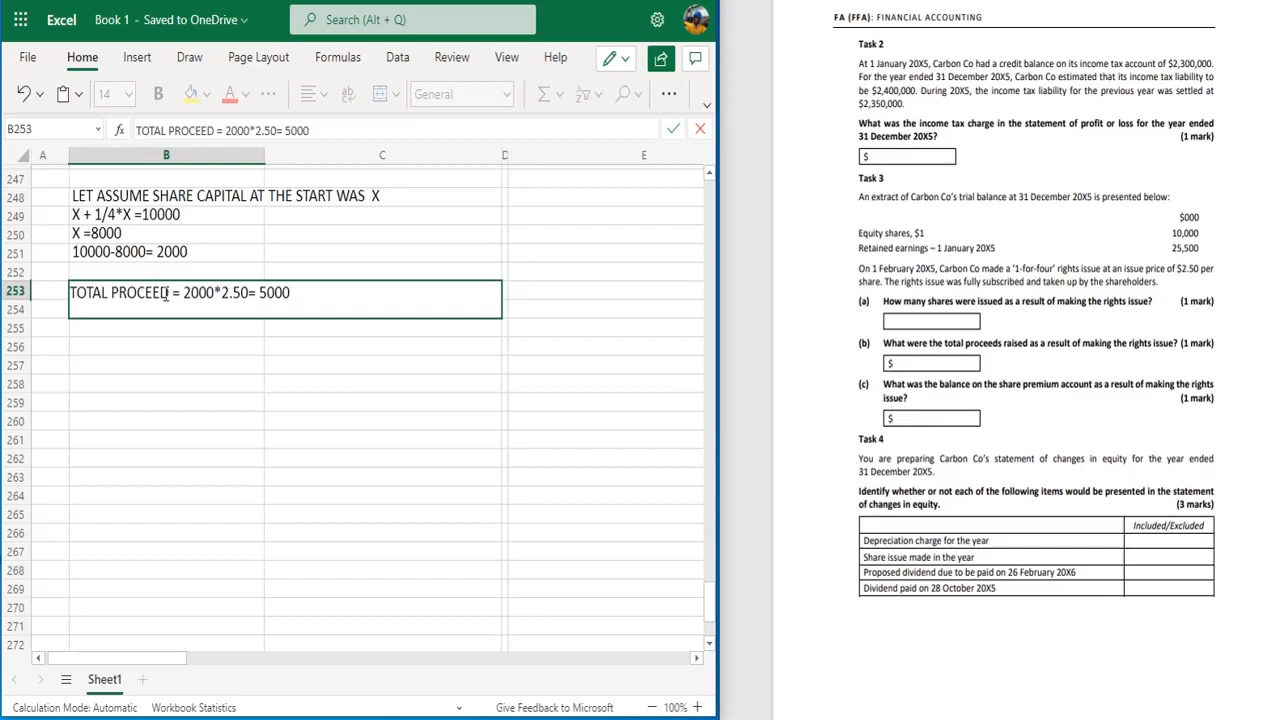 Excel
Book 1 - Saved to OneDrive
Search (Alt + Q)
File Home Insert Draw Page Layout Formulas Data Review View Help
14 B A General
B253 fx TOTAL PROCEED = 2000*2.50= 5000
A B C D E
247
248 LET ASSUME SHARE CAPITAL AT THE START WAS X
249 X + 1/4*X =10000
250 X =8000
251 10000-8000= 2000
252
253 TOTAL PROCEED = 2000*2.50= 5000
254
255
256
257
258
259
260
261
262
263
264
265
266
267
268
269
270
271
272
Sheet1
Calculation Mode: Automatic Workbook Statistics Give Feedback to Microsoft 100%
FA (FFA): FINANCIAL ACCOUNTING
Task 2
At 1 January 20X5, Carbon Co had a credit balance on its income tax account of $2,300,000.
For the year ended 31 December 20X5, Carbon Co estimated that its income tax liability to
be $2,400,000. During 20X5, the income tax liability for the previous year was settled at
$2,350,000.
What was the income tax charge in the statement of profit or loss for the year ended
31 December 20X5? (1 mark)
$
Task 3
An extract of Carbon Co's trial balance at 31 December 20X5 is presented below:
$000
Equity shares, $1 10,000
Retained earnings – 1 January 20X5 25,500
On 1 February 20X5, Carbon Co made a '1-for-four' rights issue at an issue price of $2.50 per
share. The rights issue was fully subscribed and taken up by the shareholders.
(a) How many shares were issued as a result of making the rights issue? (1 mark)
(b) What were the total proceeds raised as a result of making the rights issue? (1 mark)
$
(c) What was the balance on the share premium account as a result of making the rights
issue? (1 mark)
$
Task 4
You are preparing Carbon Co's statement of changes in equity for the year ended
31 December 20X5.
Identify whether or not each of the following items would be presented in the statement
of changes in equity. (3 marks)
Included/Excluded
Depreciation charge for the year
Share issue made in the year
Proposed dividend due to be paid on 26 February 20X6
Dividend paid on 28 October 20X5